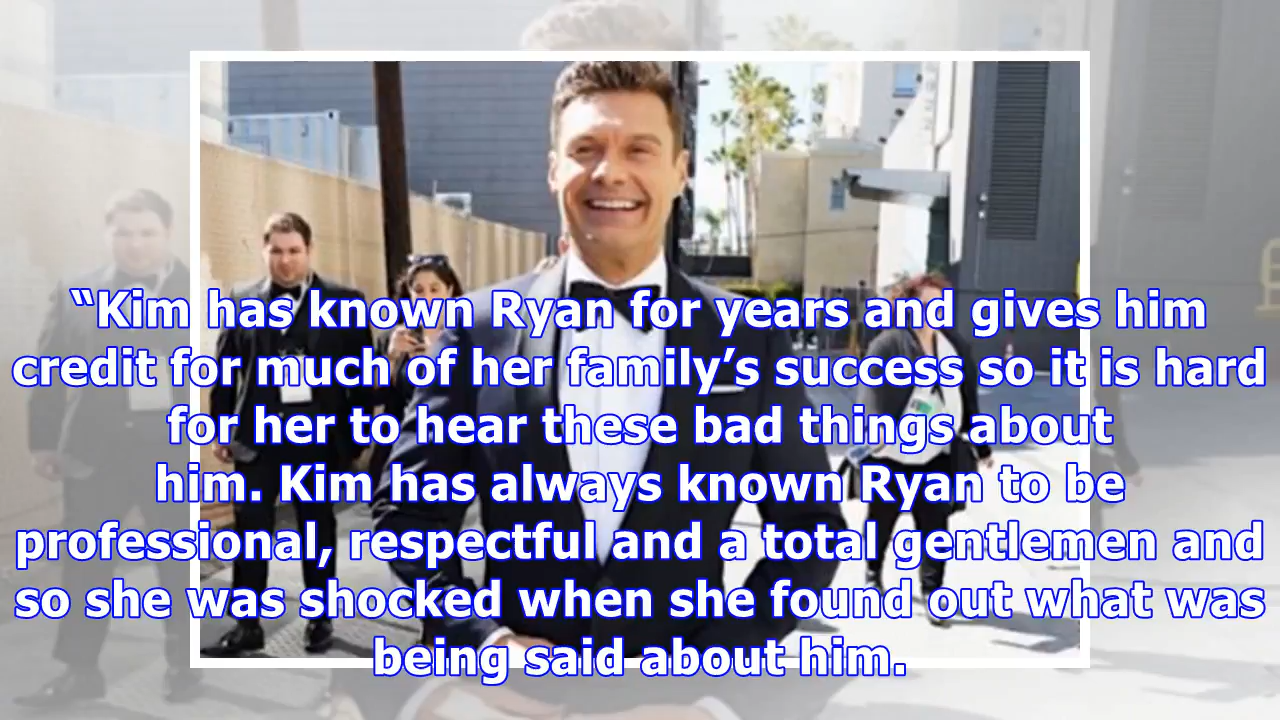 “Kim has known Ryan for years and gives him
credit for much of her family’s success so it is hard
for her to hear these bad things about
him. Kim has always known Ryan to be
professional, respectful and a total gentlemen and
so she was shocked when she found out what was
being said about him.